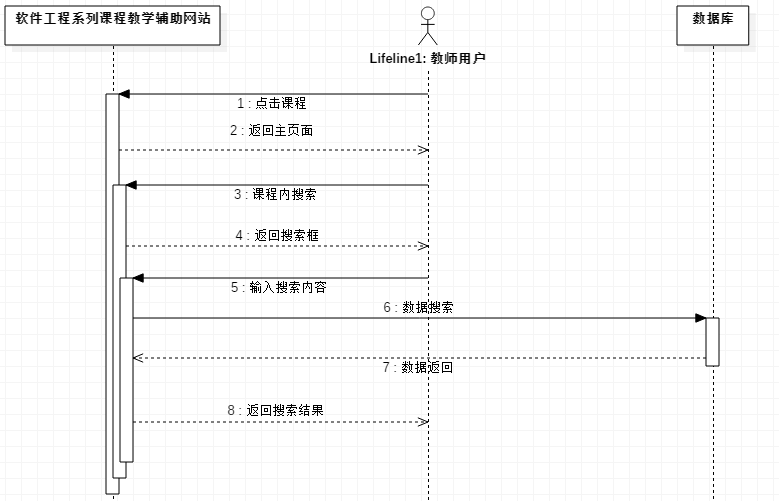 软件工程系列课程教学辅助网站
数据库
Lifeline1: 教师用户
1 : 点击课程
2 : 返回主页面
3 : 课程内搜索
4 : 返回搜索框
5 : 输入搜索内容
6 : 数据搜索
7 : 数据返回
8 : 返回搜索结果